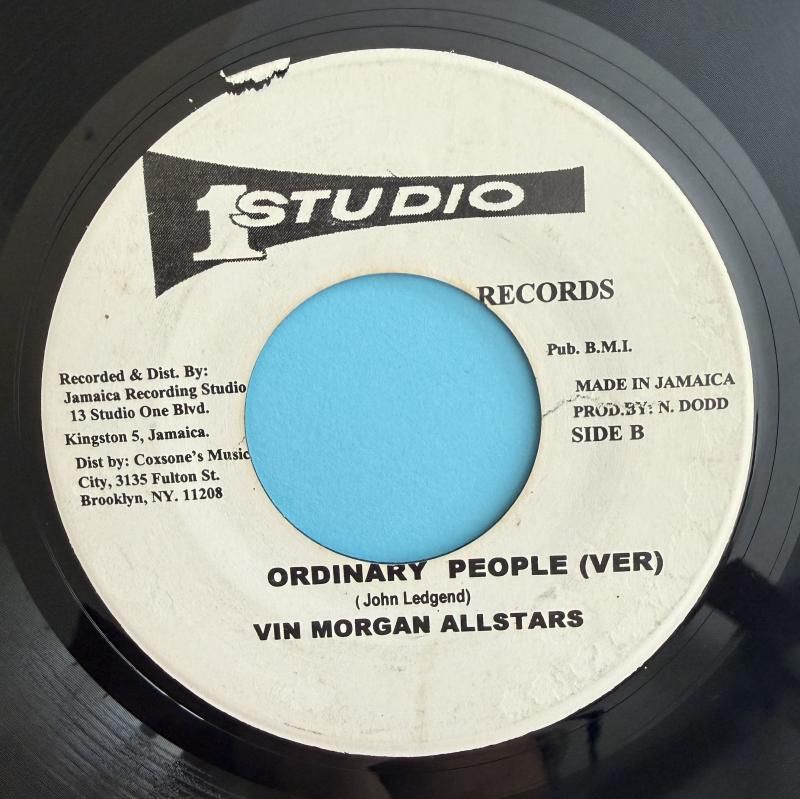 1 STUDIO
RECORDS
Pub. B.M.I.
MADE IN JAMAICA
PROD.BY: N. DODD
SIDE B
Recorded & Dist. By:
Jamaica Recording Studio
13 Studio One Blvd.
Kingston 5, Jamaica.
Dist by: Coxsone's Music
City, 3135 Fulton St.
Brooklyn, NY. 11208
ORDINARY PEOPLE (VER)
(John Ledgend)
VIN MORGAN ALLSTARS